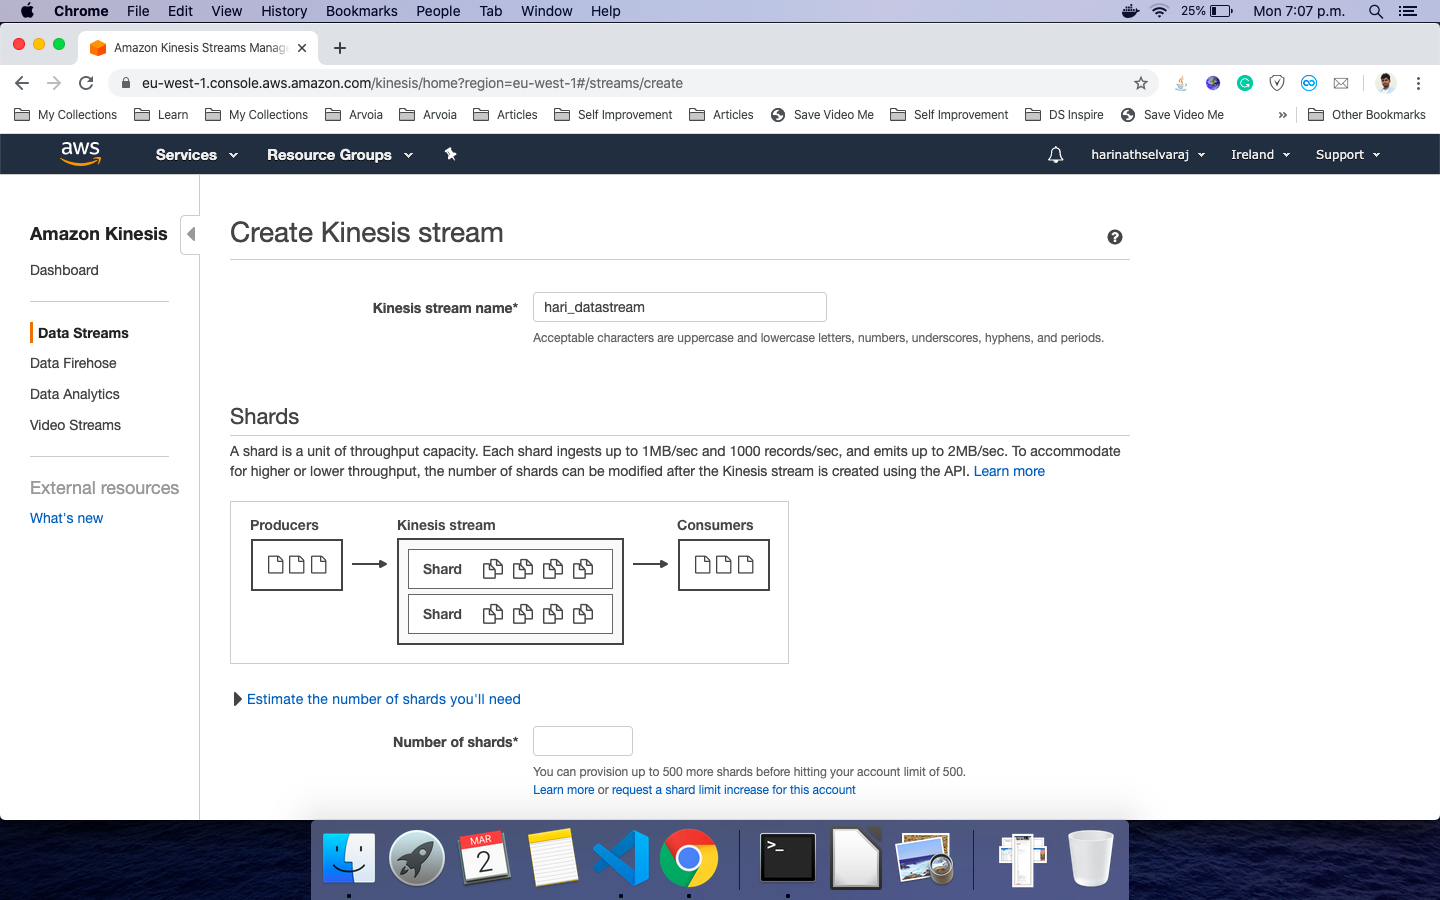 Chrome File Edit View History Bookmarks People Tab Window Help 25% Mon 7:07 p.m.
Amazon Kinesis Streams Manag
eu-west-1.console.aws.amazon.com/kinesis/home?region=eu-west-1#/streams/create
My Collections Learn My Collections Arvoia Arvoia Articles Self Improvement Articles Save Video Me Self Improvement DS Inspire Save Video Me » Other Bookmarks
aws Services Resource Groups harinathselvaraj Ireland Support
Amazon Kinesis
Dashboard
Data Streams
Data Firehose
Data Analytics
Video Streams
External resources
What's new
Create Kinesis stream
Kinesis stream name* hari_datastream
Acceptable characters are uppercase and lowercase letters, numbers, underscores, hyphens, and periods.
Shards
A shard is a unit of throughput capacity. Each shard ingests up to 1MB/sec and 1000 records/sec, and emits up to 2MB/sec. To accommodate
for higher or lower throughput, the number of shards can be modified after the Kinesis stream is created using the API. Learn more
Producers Kinesis stream Consumers
Shard
Shard
Estimate the number of shards you'll need
Number of shards*
You can provision up to 500 more shards before hitting your account limit of 500.
Learn more or request a shard limit increase for this account
MAR
2
>_